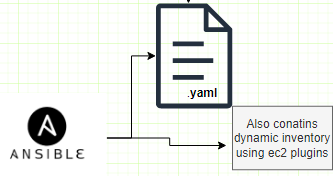 .yaml
ANSIBLE
Also conatins
dynamic inventory
using ec2 plugins